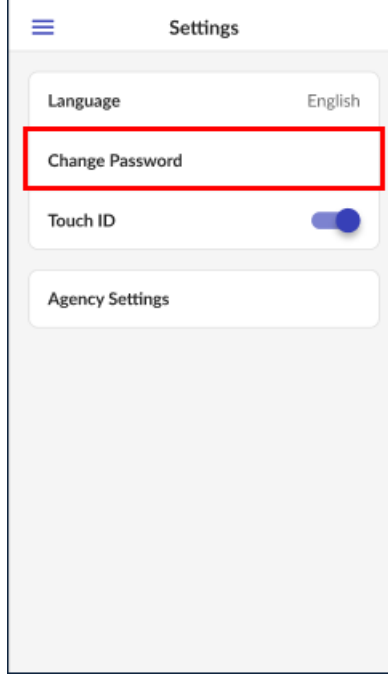 Settings
Language English
Change Password
Touch ID
Agency Settings